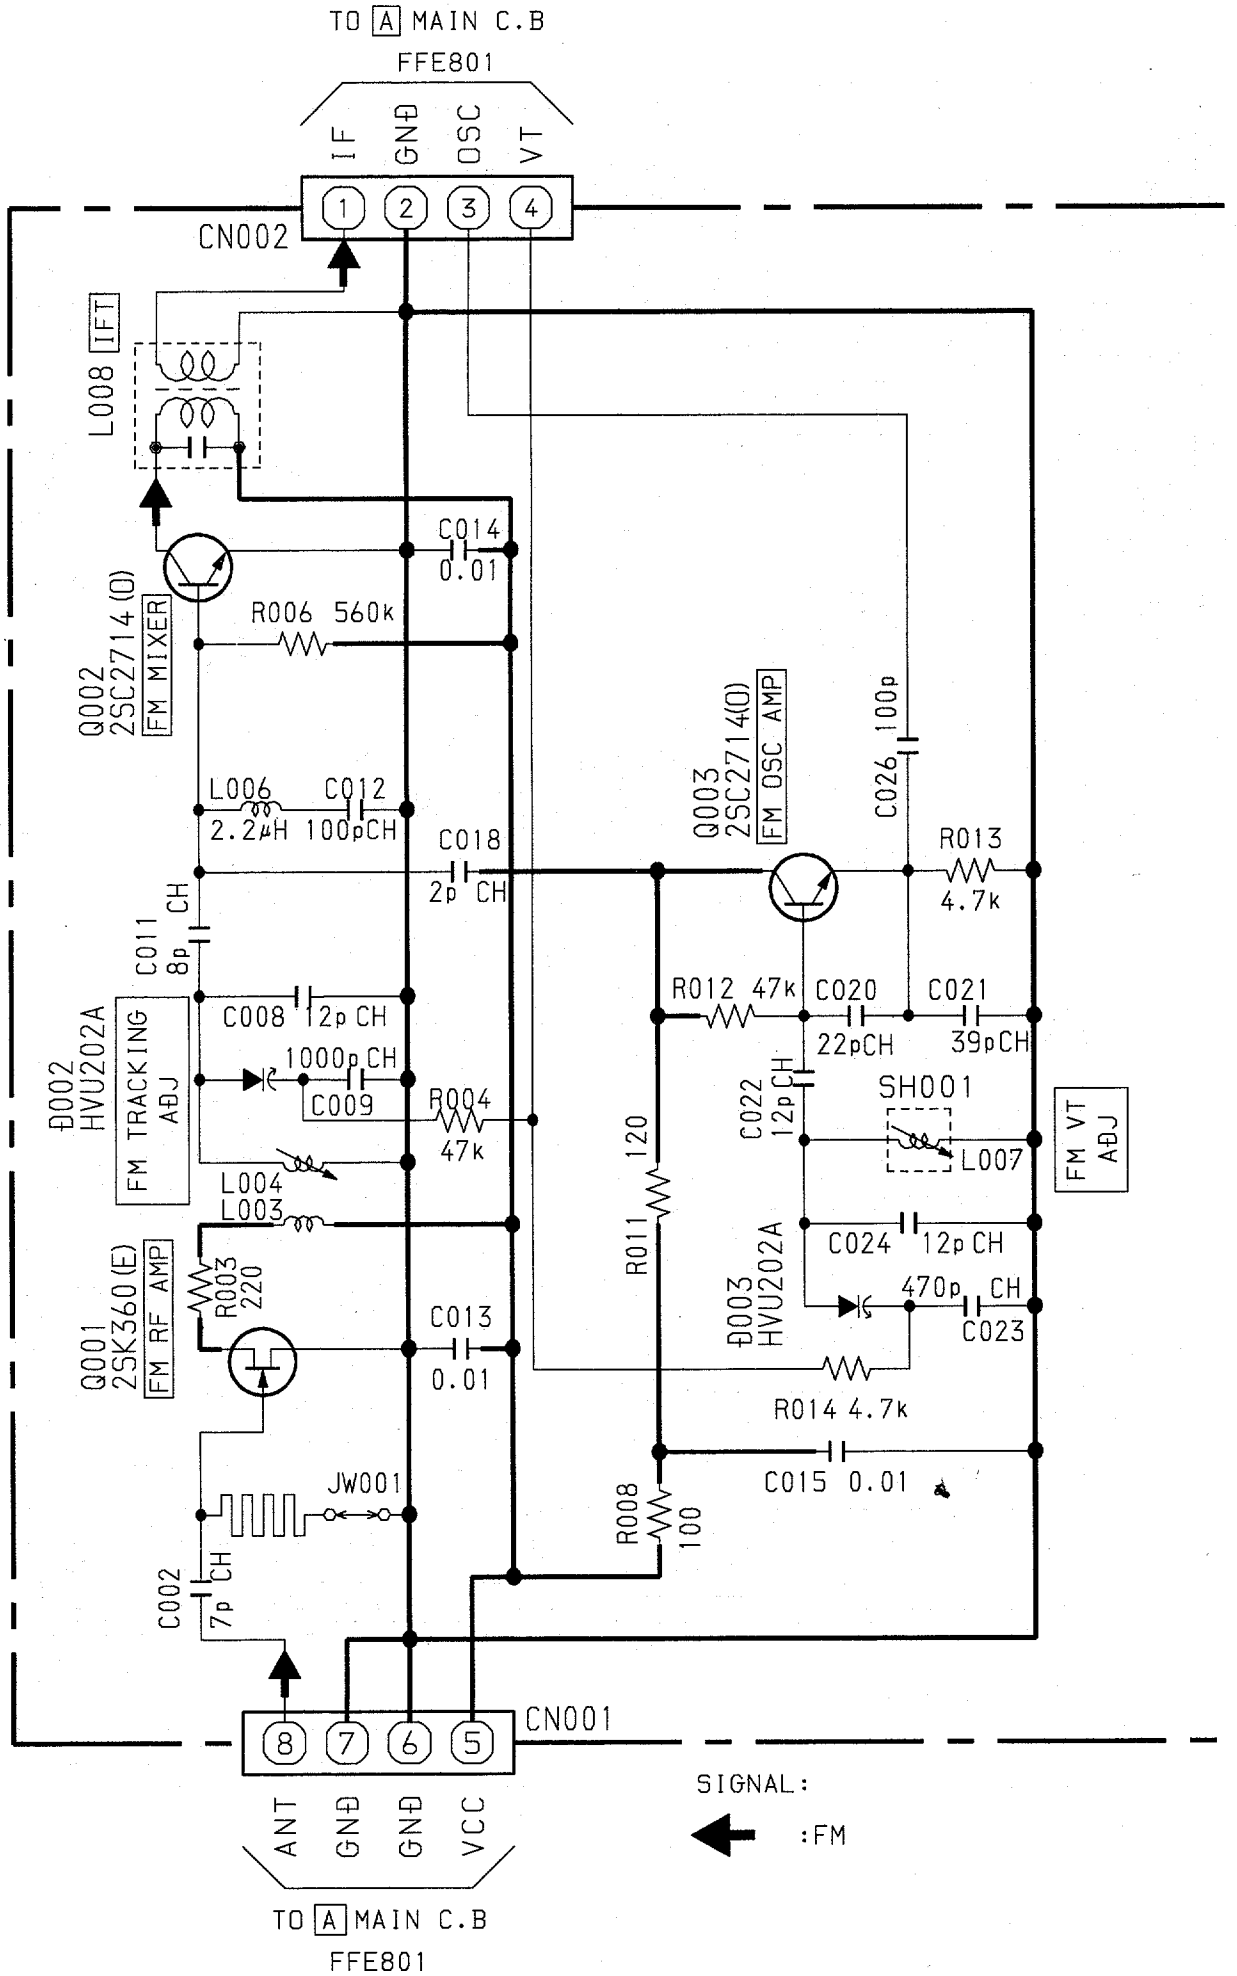 TO A MAIN C.B
FFE801
IF
GND
OSC
VT
1
2
3
4
CN002
L008 IFT
C014
0.01
R006 560k
Q002
2SC2714(O)
FM MIXER
L006
2.2μH
C012
100pCH
C018
2p CH
Q003
2SC2714(O)
FM OSC AMP
C026 100p
R013
4.7k
C011
8p CH
R012 47k
C020
22pCH
C021
39pCH
C008 12p CH
D002
HVU202A
FM TRACKING
ADJ
1000p CH
C009
R004
47k
C022
12p CH
SH001
L007
FM VT
ADJ
L004
L003
R011 120
C024 12p CH
D003
HVU202A
470p CH
C023
Q001
2SK360(E)
FM RF AMP
R003
220
C013
0.01
R014 4.7k
C015 0.01
JW001
R008
100
C002
7p CH
CN001
8
7
6
5
ANT
GND
GND
VCC
SIGNAL:
:FM
TO A MAIN C.B
FFE801